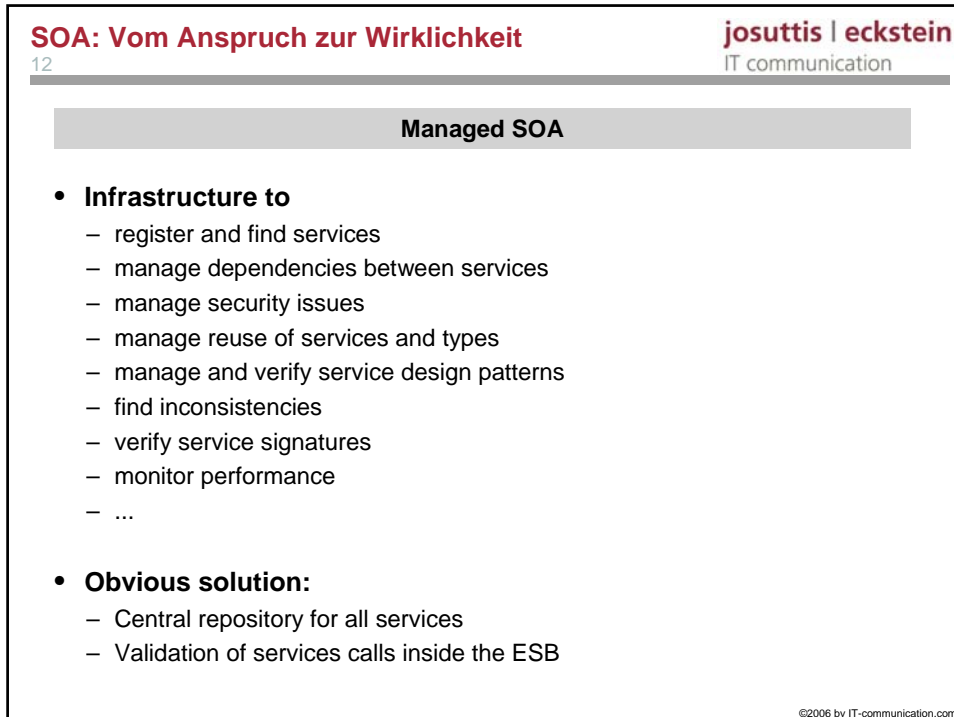 SOA: Vom Anspruch zur Wirklichkeit
12
josuttis | eckstein
IT communication
Managed SOA
• Infrastructure to
– register and find services
– manage dependencies between services
– manage security issues
– manage reuse of services and types
– manage and verify service design patterns
– find inconsistencies
– verify service signatures
– monitor performance
– ...
• Obvious solution:
– Central repository for all services
– Validation of services calls inside the ESB
©2006 by IT-communication.com